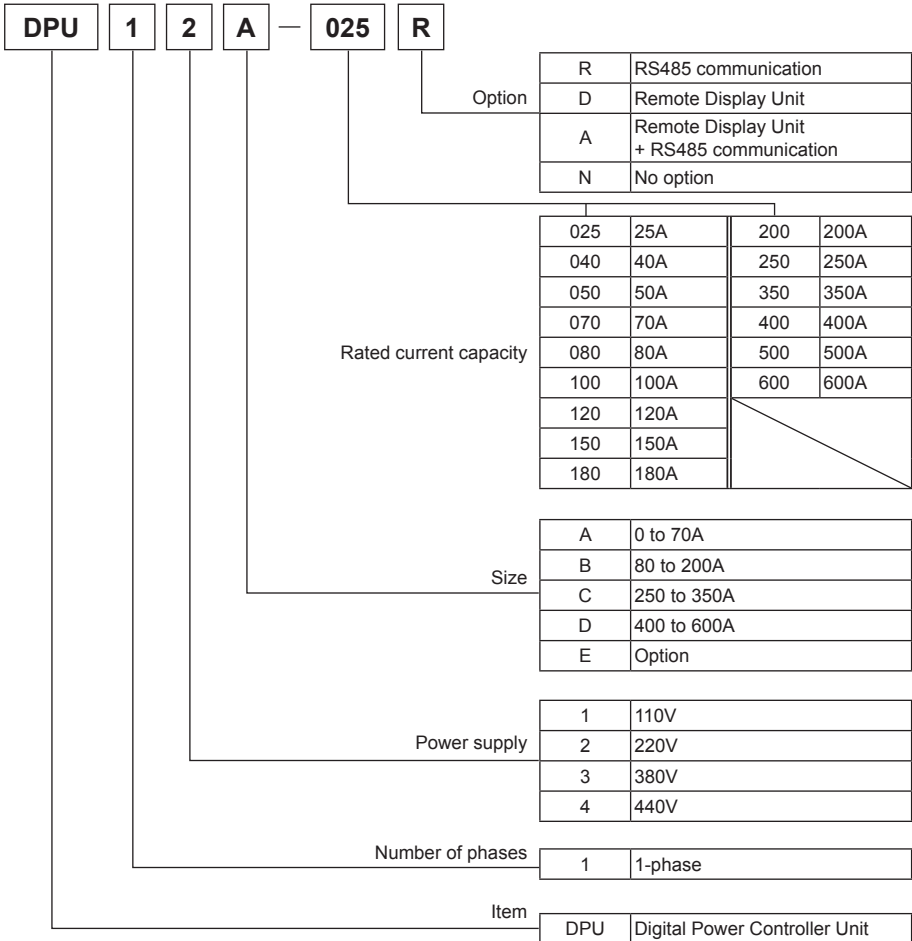 DPU 1 2 A — 025 R
Option
R RS485 communication
D Remote Display Unit
A Remote Display Unit
+ RS485 communication
N No option
Rated current capacity
025 25A 200 200A
040 40A 250 250A
050 50A 350 350A
070 70A 400 400A
080 80A 500 500A
100 100A 600 600A
120 120A
150 150A
180 180A
Size
A 0 to 70A
B 80 to 200A
C 250 to 350A
D 400 to 600A
E Option
Power supply
1 110V
2 220V
3 380V
4 440V
Number of phases
1 1-phase
Item
DPU Digital Power Controller Unit